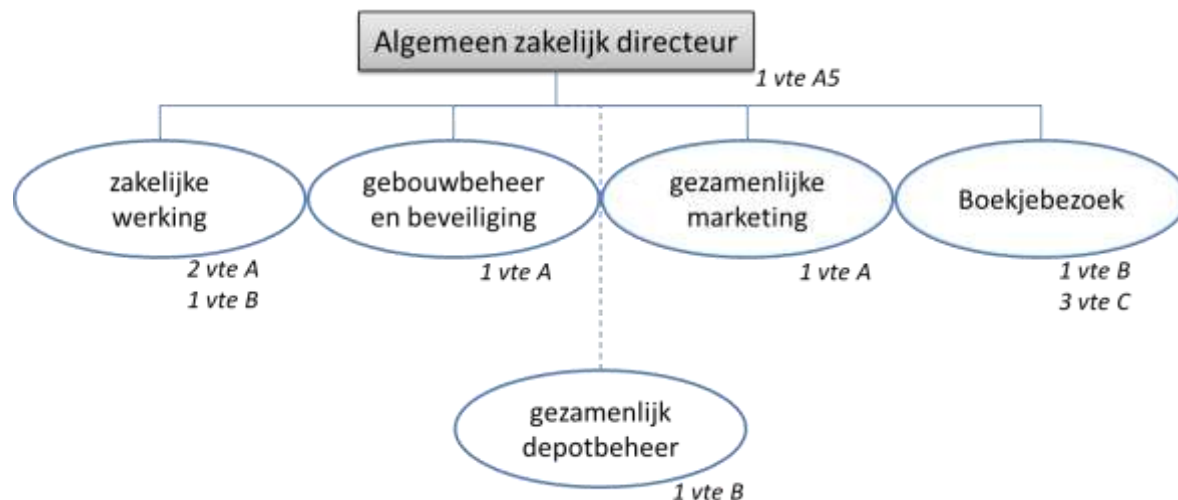 Algemeen zakelijk directeur
1 vte A5
zakelijke
werking
2 vte A
1 vte B
gebouwbeheer
en beveiliging
1 vte A
gezamenlijke
marketing
1 vte A
Boekjebezoek
1 vte B
3 vte C
gezamenlijk
depotbeheer
1 vte B